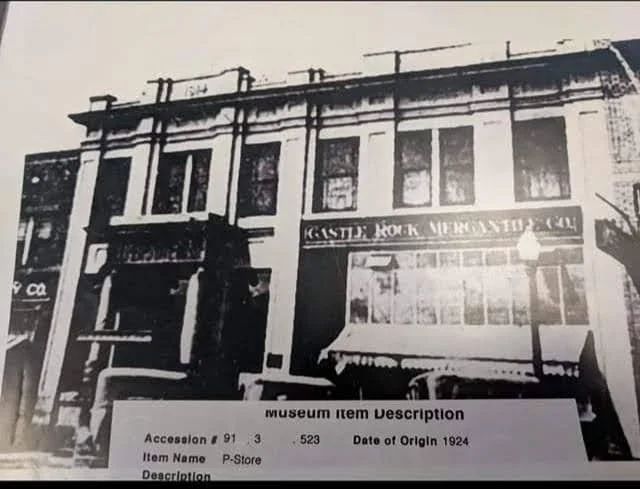 CASTLE ROCK MERCANTILE CO.
CO.
Museum Item Description
Accession # 91 . 3 . 523 Date of Origin 1924
Item Name P-Store
Description